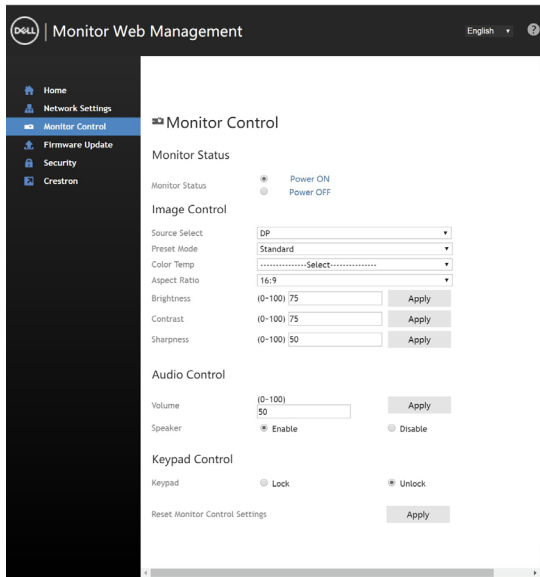 DELL | Monitor Web Management
English
?
Home
Network Settings
Monitor Control
Firmware Update
Security
Crestron
Monitor Control
Monitor Status
Monitor Status Power ON
Power OFF
Image Control
Source Select DP
Preset Mode Standard
Color Temp ---------------Select---------------
Aspect Ratio 16:9
Brightness (0~100) 75 Apply
Contrast (0~100) 75 Apply
Sharpness (0~100) 50 Apply
Audio Control
(0~100)
Volume 50 Apply
Speaker Enable Disable
Keypad Control
Keypad Lock Unlock
Reset Monitor Control Settings Apply